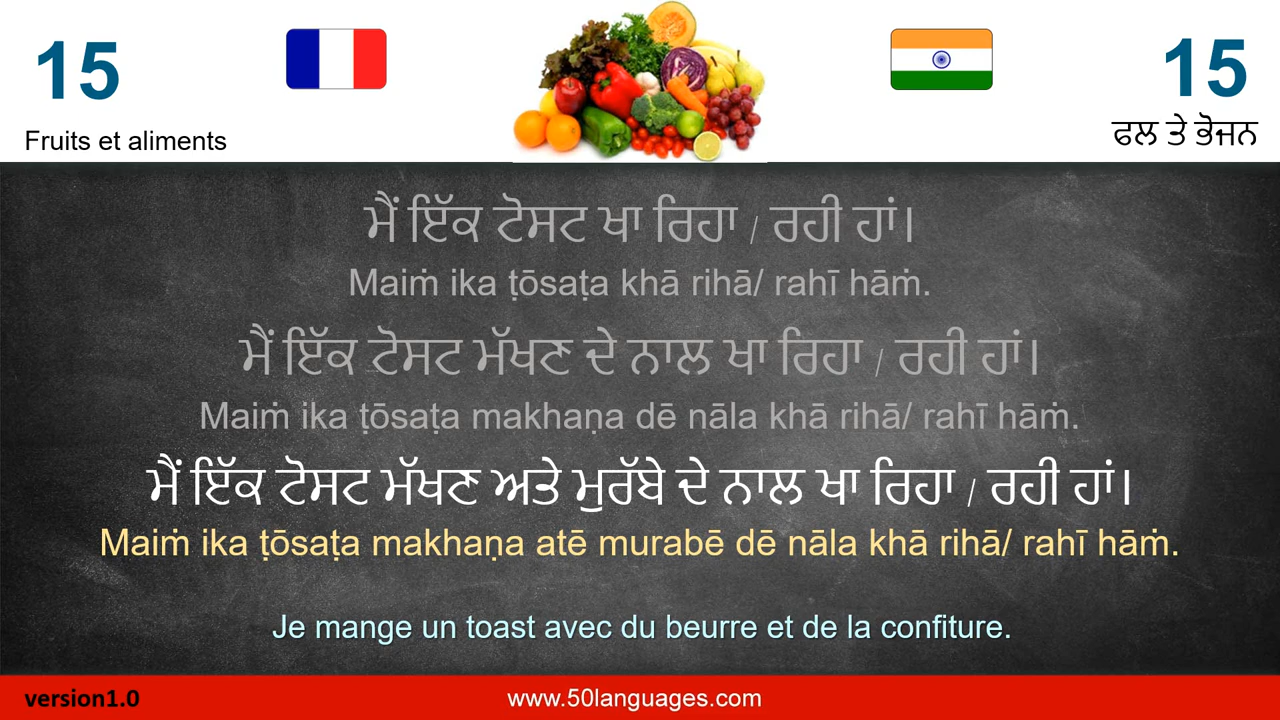 15
15
Fruits et aliments
ਫਲ ਤੇ ਭੋਜਨ
ਮੈਂ ਇੱਕ ਟੋਸਟ ਖਾ ਰਿਹਾ / ਰਹੀ ਹਾਂ।
Maiṁ ika ṭōsaṭa khā rihā/ rahī hāṁ.
ਮੈਂ ਇੱਕ ਟੋਸਟ ਮੱਖਣ ਦੇ ਨਾਲ ਖਾ ਰਿਹਾ / ਰਹੀ ਹਾਂ।
Maiṁ ika ṭōsaṭa makhaṇa dē nāla khā rihā/ rahī hāṁ.
ਮੈਂ ਇੱਕ ਟੋਸਟ ਮੱਖਣ ਅਤੇ ਮੁਰੱਬੇ ਦੇ ਨਾਲ ਖਾ ਰਿਹਾ / ਰਹੀ ਹਾਂ।
Maiṁ ika ṭōsaṭa makhaṇa atē murabē dē nāla khā rihā/ rahī hāṁ.
Je mange un toast avec du beurre et de la confiture.
version1.0
www.50languages.com